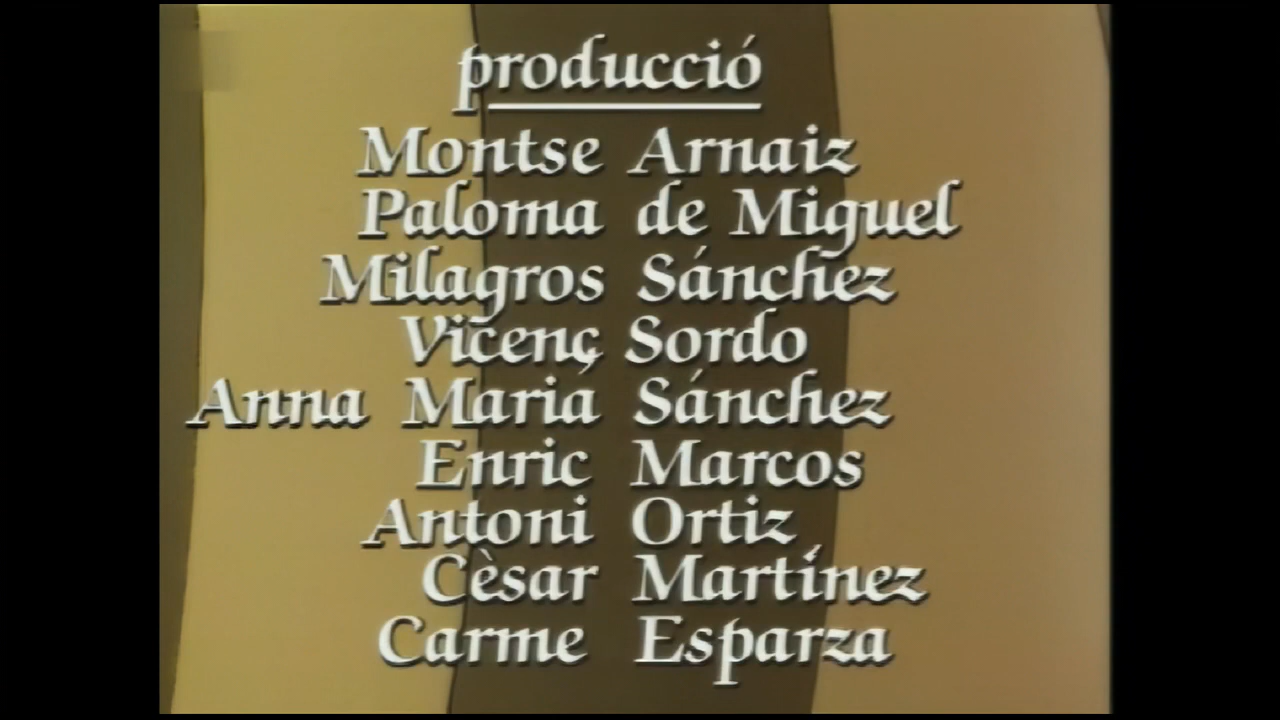 producció
Montse Arnaiz
Paloma de Miguel
Milagros Sánchez
Vicenç Sordo
Anna Maria Sánchez
Enric Marcos
Antoni Ortiz
Cèsar Martínez
Carme Esparza